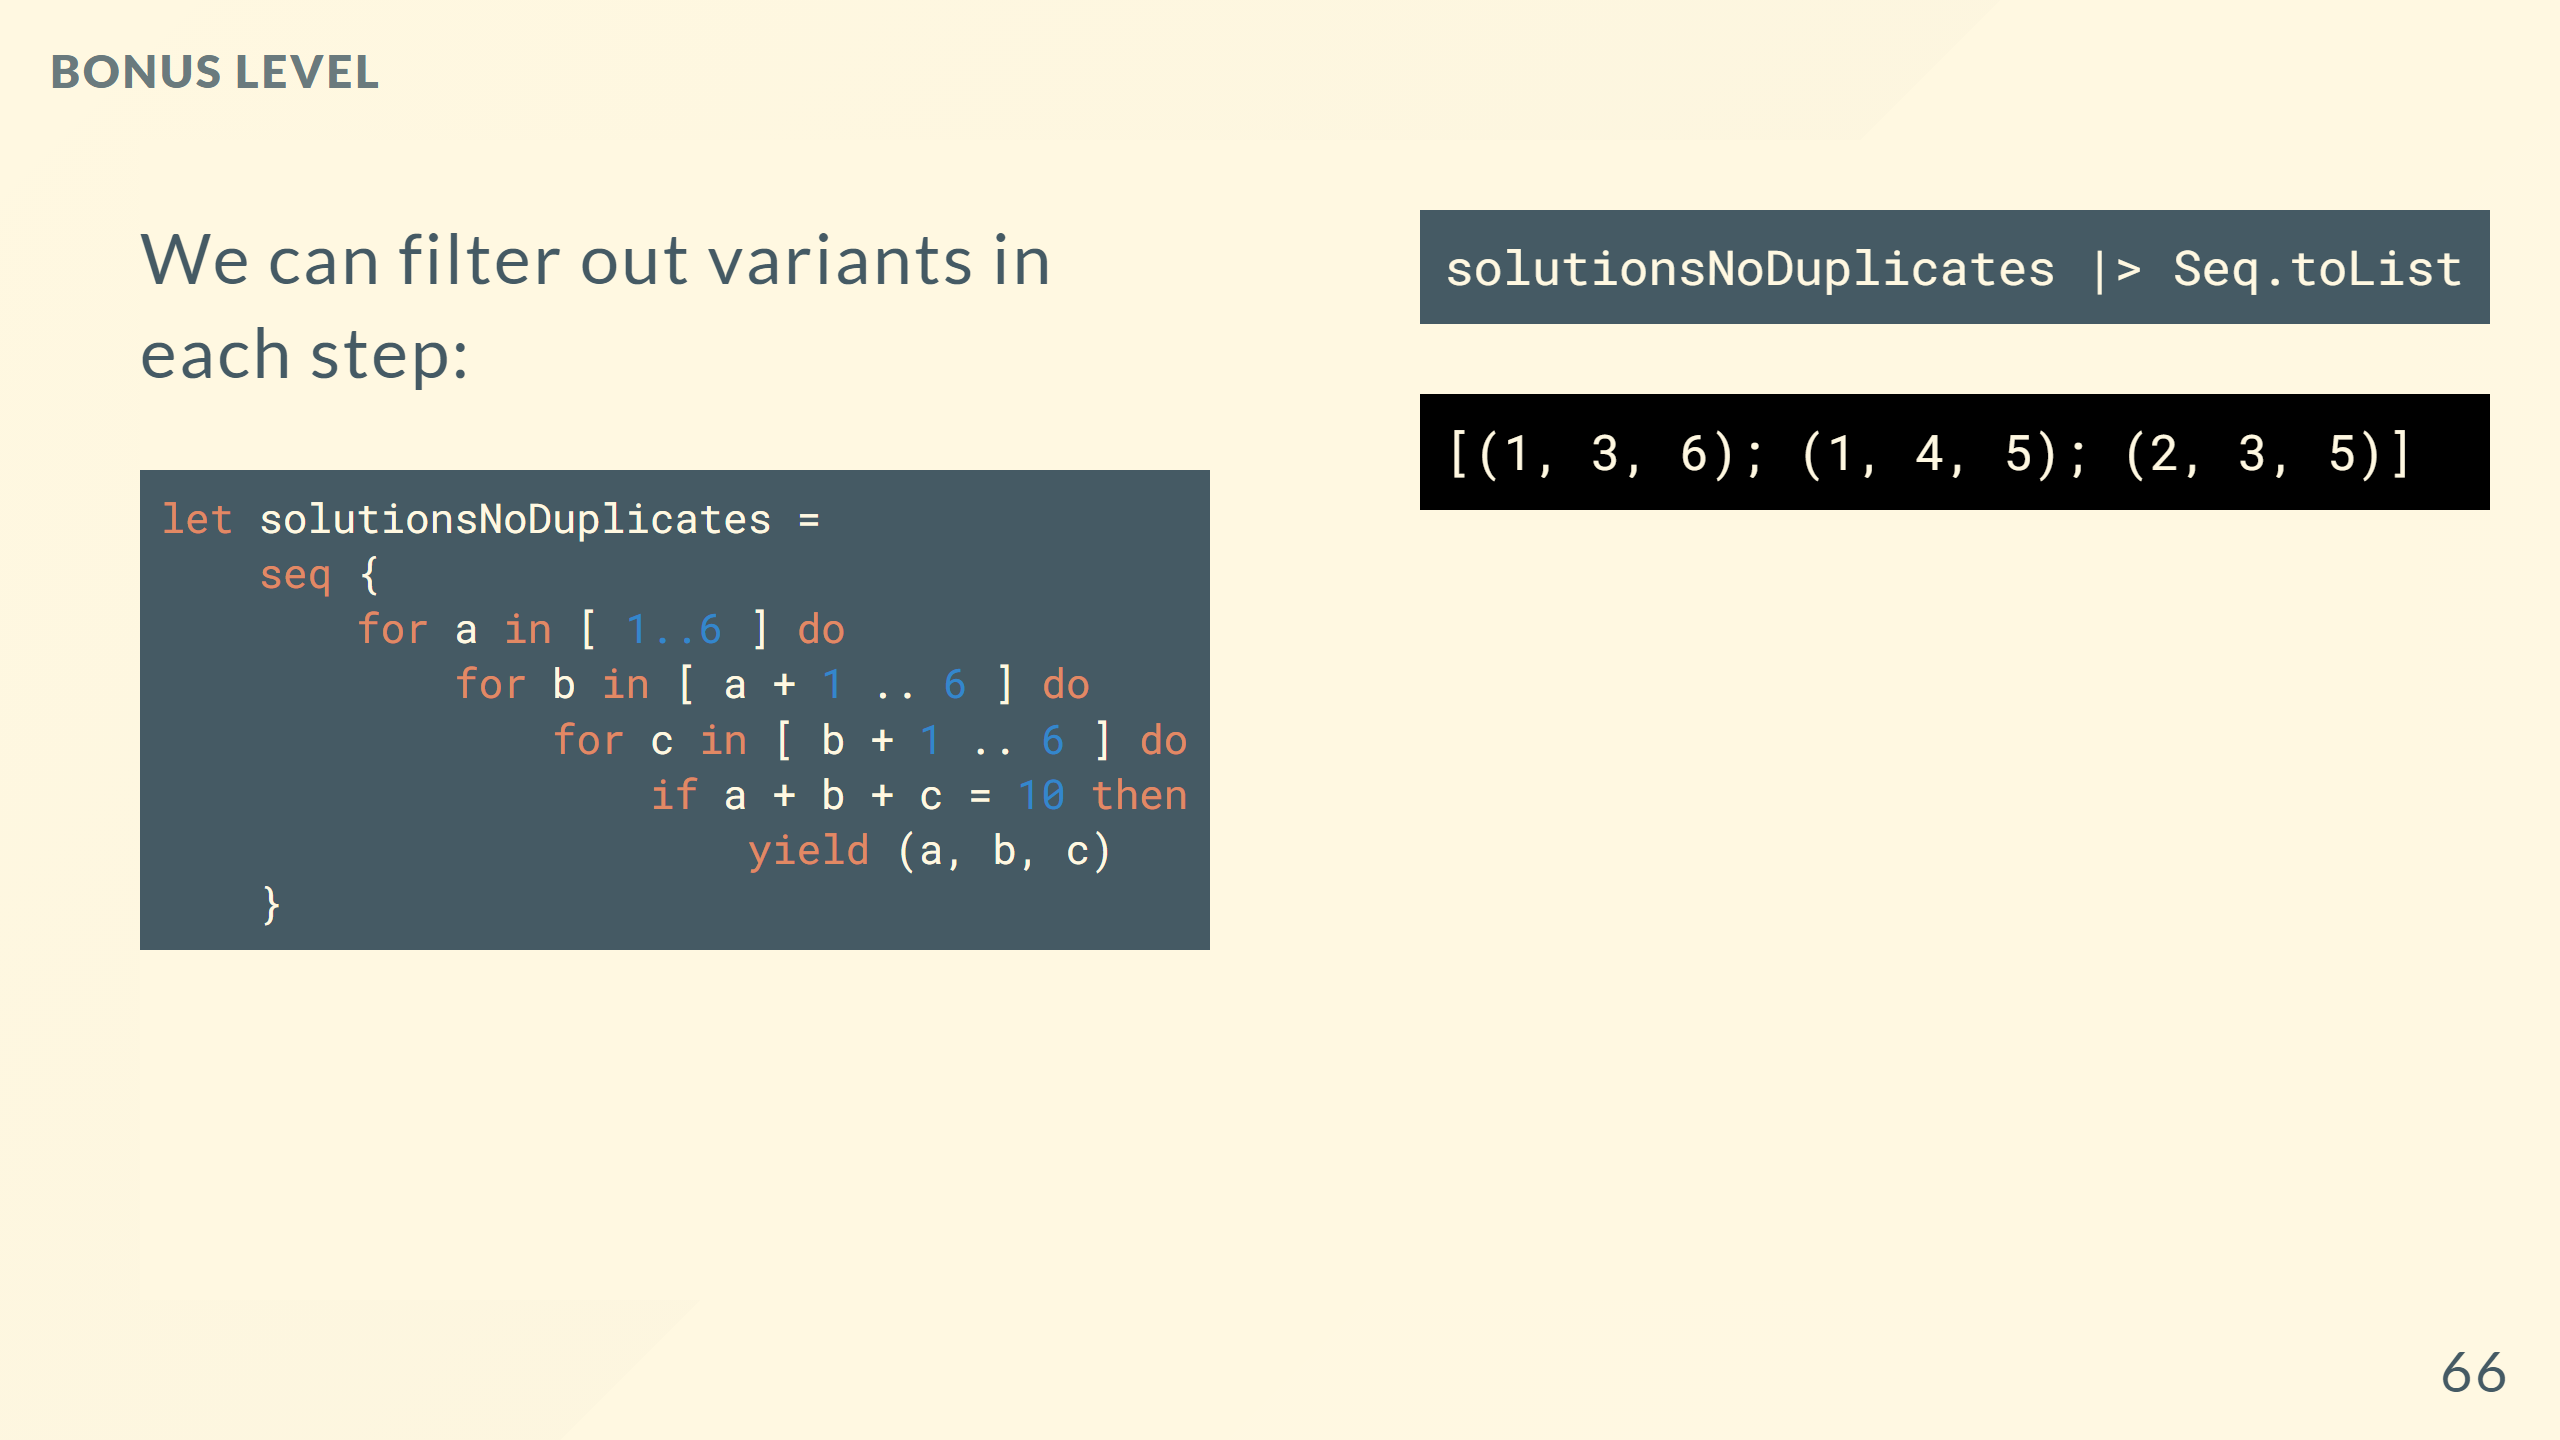 BONUS LEVEL
We can filter out variants in
each step:
let solutionsNoDuplicates =
    seq {
        for a in [ 1..6 ] do
            for b in [ a + 1 .. 6 ] do
                for c in [ b + 1 .. 6 ] do
                    if a + b + c = 10 then
                        yield (a, b, c)
    }
solutionsNoDuplicates |> Seq.toList
[(1, 3, 6); (1, 4, 5); (2, 3, 5)]
66